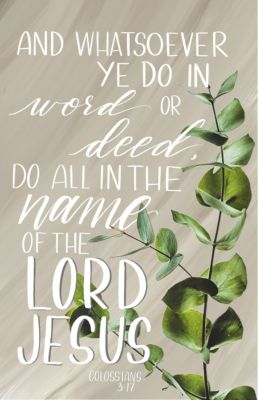 AND WHATSOEVER
YE DO IN
word OR
deed,
DO ALL IN THE
name
OF THE
LORD
JESUS
COLOSSIANS
3:17